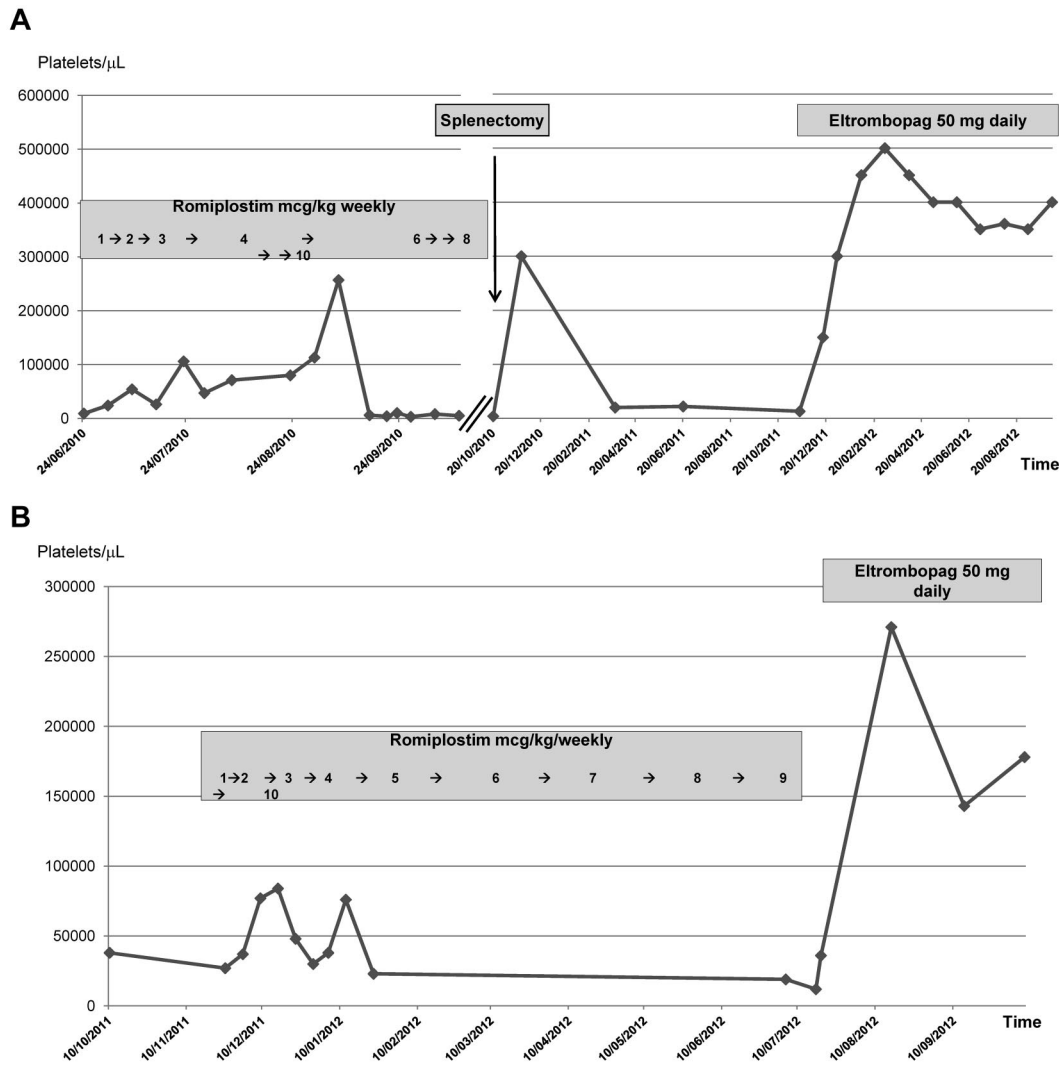 A
Platelets/μL
600000
500000
400000
300000
200000
100000
0
Splenectomy
Eltrombopag 50 mg daily
Romiplostim mcg/kg weekly
1 → 2 → 3 → 4 → 6 → → 8
→ → 10
24/06/2010
24/07/2010
24/08/2010
24/09/2010
20/10/2010
20/12/2010
20/02/2011
20/04/2011
20/06/2011
20/08/2011
20/10/2011
20/12/2011
20/02/2012
20/04/2012
20/06/2012
20/08/2012
Time
B
Platelets/μL
300000
250000
200000
150000
100000
50000
0
Eltrombopag 50 mg
daily
Romiplostim mcg/kg/weekly
1 → 2 → 3 → 4 → 5 → 6 → 7 → 8 → 9
→ 10
10/10/2011
10/11/2011
10/12/2011
10/01/2012
10/02/2012
10/03/2012
10/04/2012
10/05/2012
10/06/2012
10/07/2012
10/08/2012
10/09/2012
Time